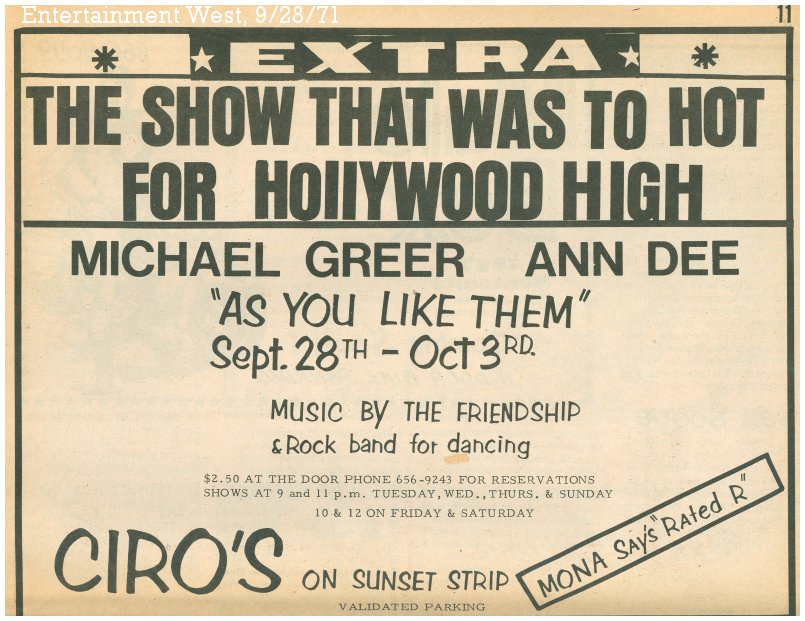 Entertainment West, 9/28/71
11
EXTRA
THE SHOW THAT WAS TO HOT
FOR HOllYWOOD HIGH
MICHAEL GREER ANN DEE
"AS YOU LIKE THEM"
Sept. 28TH - Oct 3RD.
MUSIC BY THE FRIENDSHIP
& Rock band for dancing
$2.50 AT THE DOOR PHONE 656-9243 FOR RESERVATIONS
SHOWS AT 9 and 11 p.m. TUESDAY, WED., THURS. & SUNDAY
10 & 12 ON FRIDAY & SATURDAY
CIRO'S ON SUNSET STRIP
MONA SAy's "Rated R"
VALIDATED PARKING